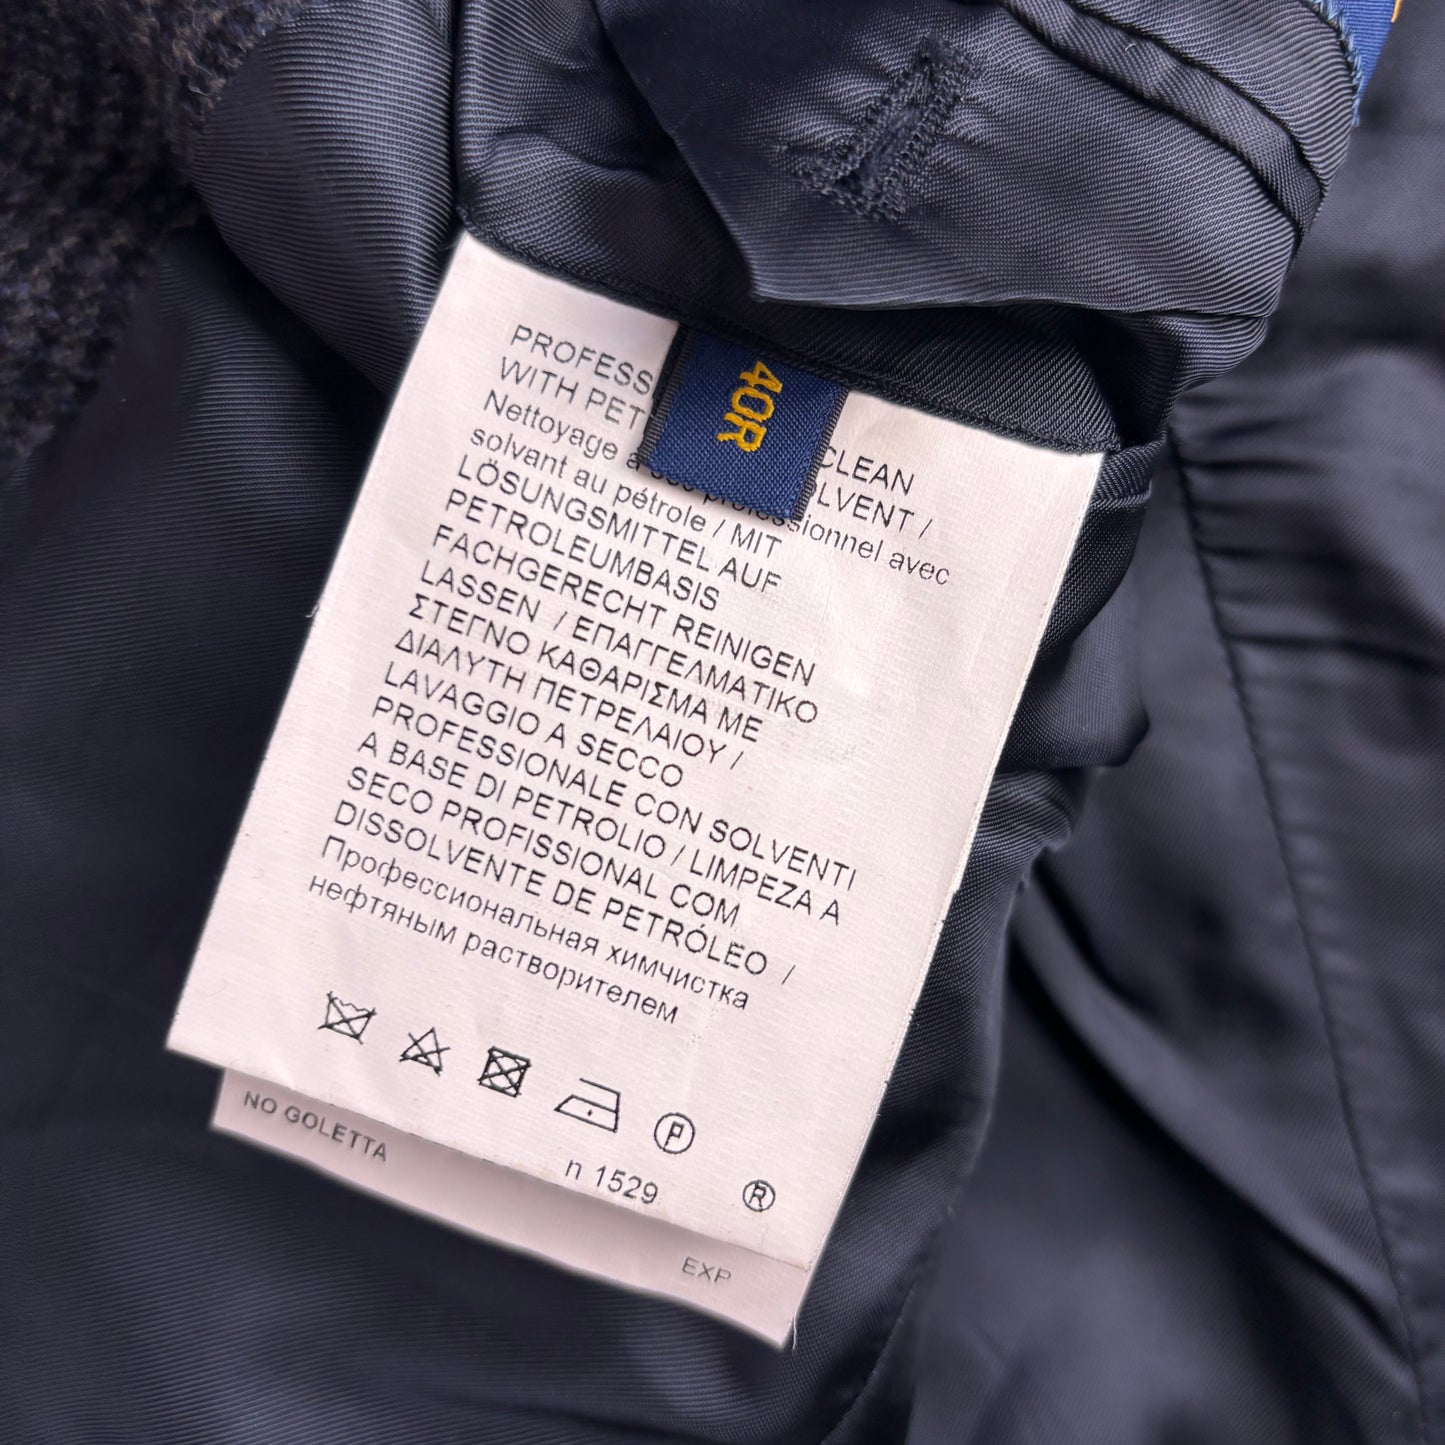 40R
PROFESS CLEAN
WITH PET OLVENT /
Nettoyage à professionnel avec
solvant au pétrole / MIT
LÖSUNGSMITTEL AUF
PETROLEUMBASIS
FACHGERECHT REINIGEN
LASSEN / ΕΠΑΓΓΕΛΜΑΤΙΚΟ
ΣΤΕΓΝΟ ΚΑΘΑΡΙΣΜΑ ΜΕ
ΔΙΑΛΥΤΗ ΠΕΤΡΕΛΑΙΟΥ /
LAVAGGIO A SECCO
PROFESSIONALE CON SOLVENTI
A BASE DI PETROLIO / LIMPEZA A
SECO PROFISSIONAL COM
DISSOLVENTE DE PETRÓLEO /
Профессиональная химчистка
нефтяным растворителем
P
n 1529 ®
NO GOLETTA
EXP